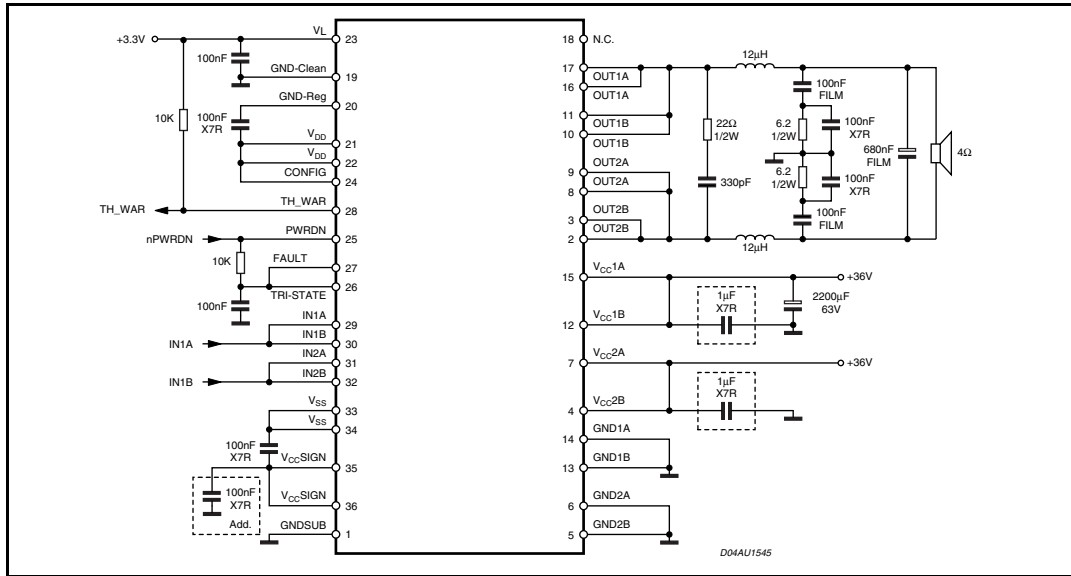 +3.3V
VL
23
100nF
GND-Clean
19
GND-Reg
20
10K
100nF
X7R
VDD
21
VDD
22
CONFIG
24
TH_WAR
TH_WAR
28
nPWRDN
PWRDN
25
10K
FAULT
27
26
TRI-STATE
100nF
IN1A
29
IN1A
IN1B
30
IN2A
31
IN1B
IN2B
32
VSS
33
VSS
34
100nF
X7R
VCCSIGN
35
100nF
X7R
Add.
VCCSIGN
36
GNDSUB
1
18
N.C.
17
OUT1A
16
OUT1A
11
OUT1B
10
OUT1B
OUT2A
9
OUT2A
8
OUT2B
3
OUT2B
2
12µH
22Ω
1/2W
330pF
12µH
100nF
FILM
6.2
1/2W
100nF
X7R
6.2
1/2W
100nF
X7R
100nF
FILM
680nF
FILM
4Ω
15
VCC1A
+36V
1µF
X7R
2200µF
63V
12
VCC1B
7
VCC2A
+36V
1µF
X7R
4
VCC2B
14
GND1A
13
GND1B
6
GND2A
5
GND2B
D04AU1545